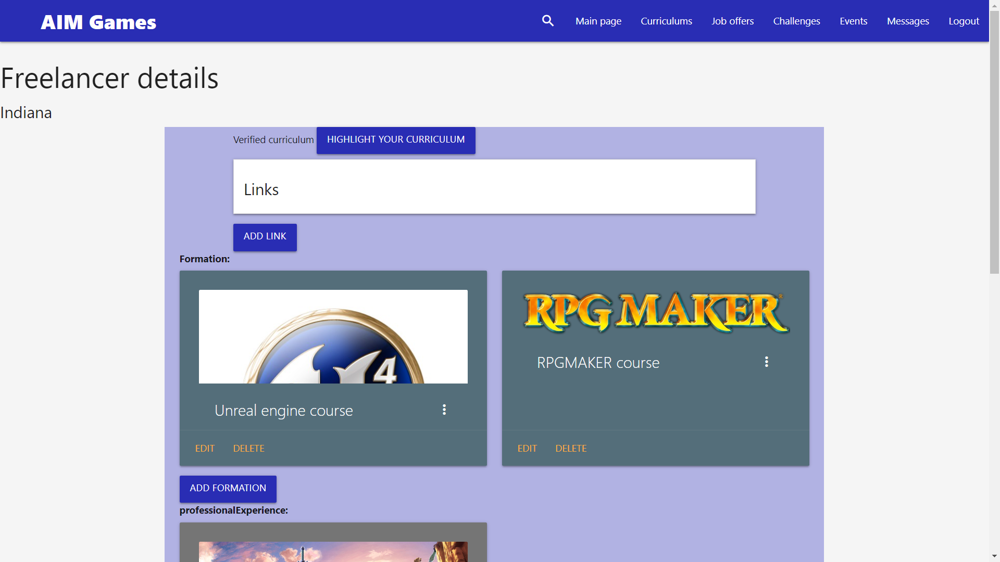 AIM Games
Main page
Curriculums
Job offers
Challenges
Events
Messages
Logout
Freelancer details
Indiana
Verified curriculum
HIGHLIGHT YOUR CURRICULUM
Links
ADD LINK
Formation:
4
Unreal engine course
EDIT
DELETE
RPG MAKER®
RPGMAKER course
EDIT
DELETE
ADD FORMATION
professionalExperience: